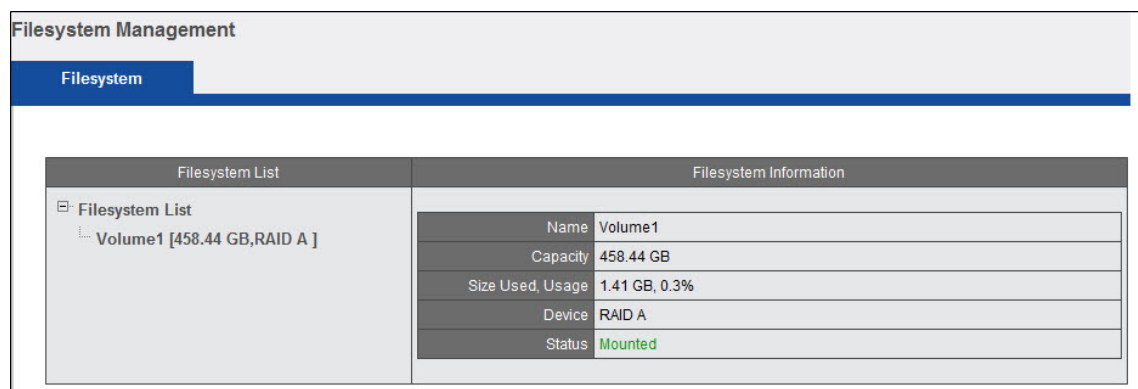 Filesystem Management
Filesystem
Filesystem List
Filesystem Information
Filesystem List
Volume1 [458.44 GB,RAID A ]
Name Volume1
Capacity 458.44 GB
Size Used, Usage 1.41 GB, 0.3%
Device RAID A
Status Mounted